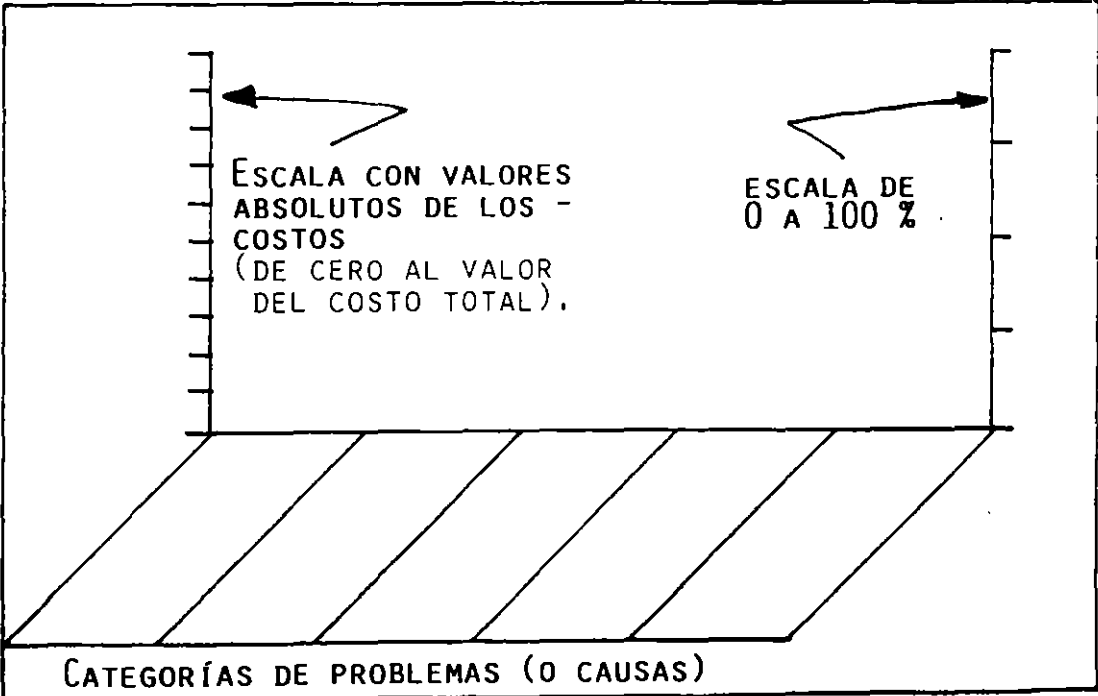 ESCALA CON VALORES
ABSOLUTOS DE LOS -
COSTOS
(DE CERO AL VALOR
DEL COSTO TOTAL).
ESCALA DE
0 A 100 %
CATEGORÍAS DE PROBLEMAS (O CAUSAS)